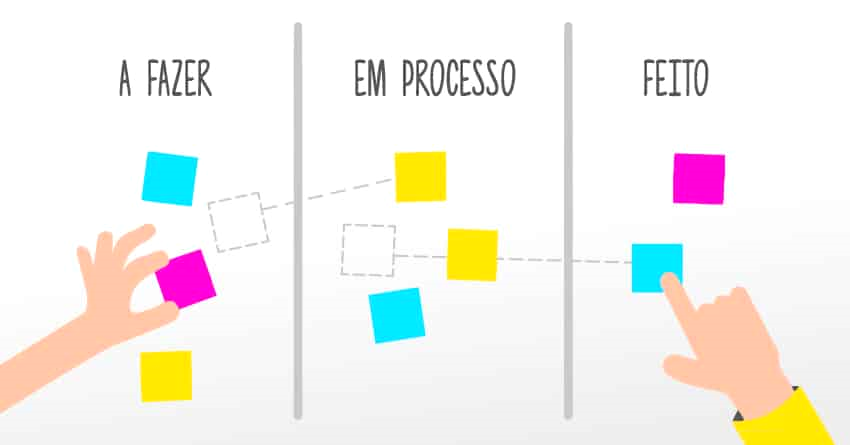 A FAZER
EM PROCESSO
FEITO